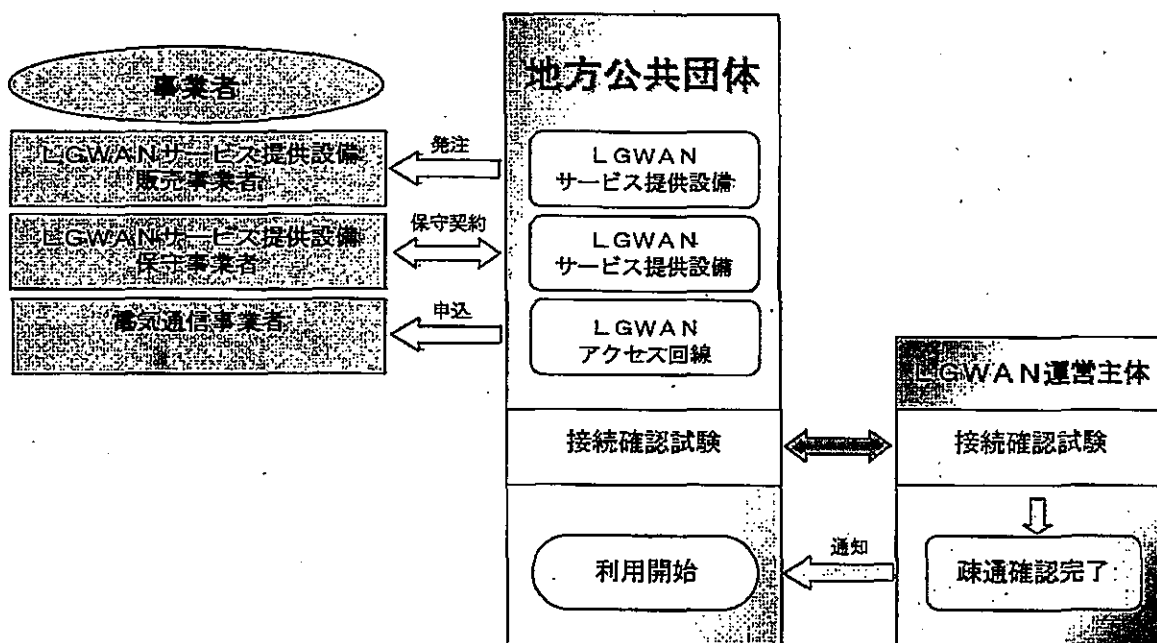 地方公共団体
事業者
LGWANサービス提供設備
販売事業者
発注
LGWAN
サービス提供設備
LGWANサービス提供設備
保守事業者
保守契約
LGWAN
サービス提供設備
電気通信事業者
申込
LGWAN
アクセス回線
LGWAN運営主体
接続確認試験
接続確認試験
利用開始
通知
疎通確認完了